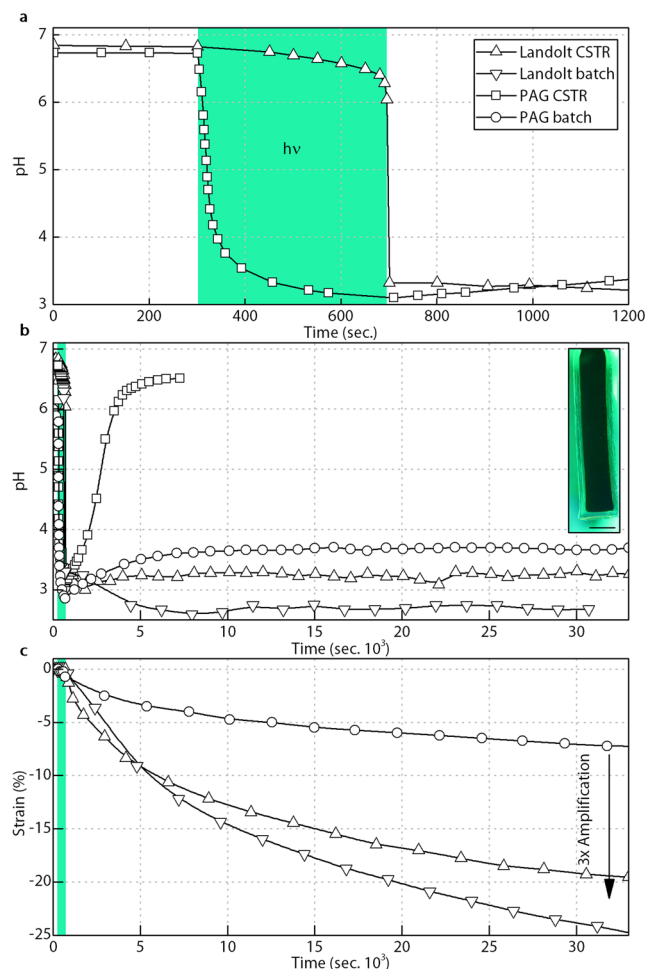 a
7
6
5
4
3
pH
hν
Landolt CSTR
Landolt batch
PAG CSTR
PAG batch
0 200 400 600 800 1000 1200
Time (sec.)
b
7
6
5
4
3
pH
0 5 10 15 20 25 30
Time (sec. 10³)
c
0
-5
-10
-15
-20
-25
Strain (%)
3x Amplification
0 5 10 15 20 25 30
Time (sec. 10³)